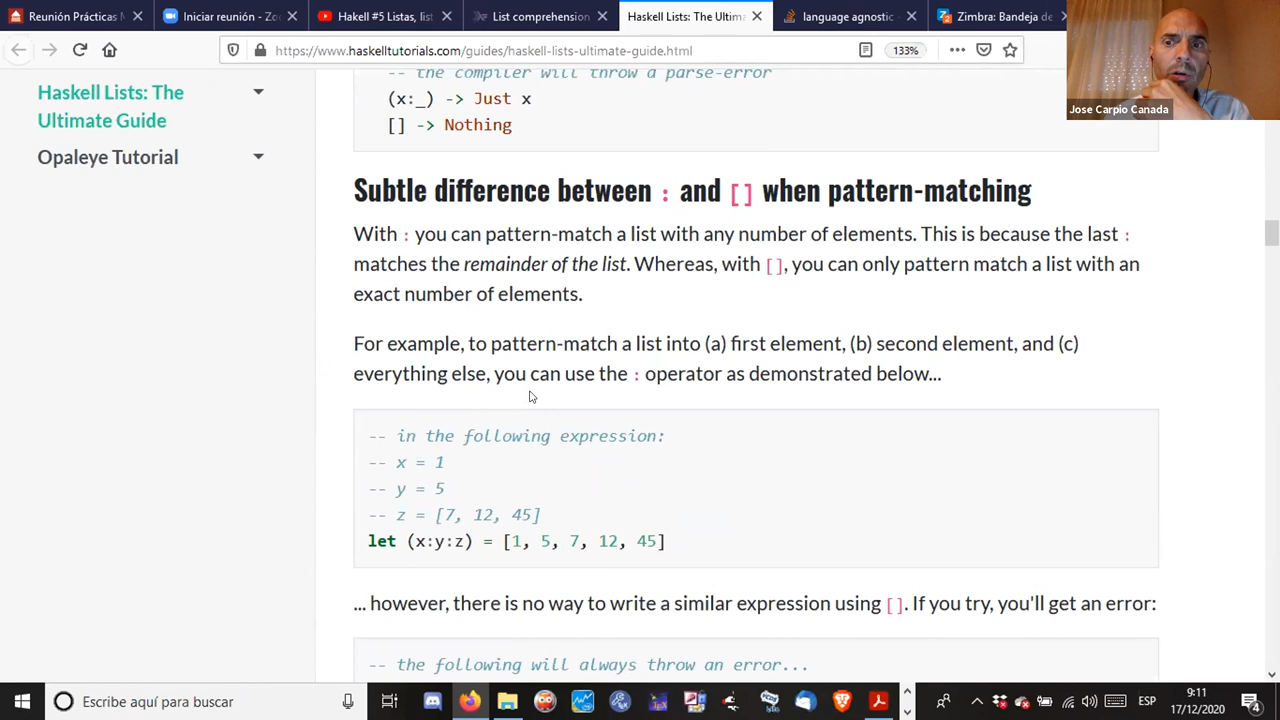 Reunión Prácticas M
Iniciar reunión - Zoo
Hakell #5 Listas, list
List comprehension
Haskell Lists: The Ultima
language agnostic -
Zimbra: Bandeja de
https://www.haskelltutorials.com/guides/haskell-lists-ultimate-guide.html
133%
Jose Carpio Canada
Haskell Lists: The
Ultimate Guide
Opaleye Tutorial
-- the compiler will throw a parse-error
(x:_) -> Just x
[] -> Nothing
Subtle difference between : and [] when pattern-matching
With : you can pattern-match a list with any number of elements. This is because the last :
matches the remainder of the list. Whereas, with [], you can only pattern match a list with an
exact number of elements.
For example, to pattern-match a list into (a) first element, (b) second element, and (c)
everything else, you can use the : operator as demonstrated below...
-- in the following expression:
-- x = 1
-- y = 5
-- z = [7, 12, 45]
let (x:y:z) = [1, 5, 7, 12, 45]
... however, there is no way to write a similar expression using []. If you try, you'll get an error:
-- the following will always throw an error...
Escribe aquí para buscar
ESP
9:11
17/12/2020
4